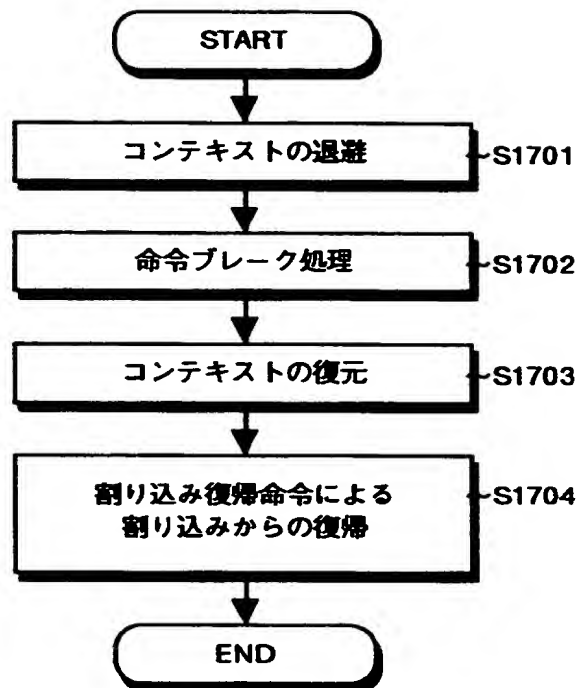 START
コンテキストの退避
S1701
命令ブレーク処理
S1702
コンテキストの復元
S1703
割り込み復帰命令による
割り込みからの復帰
S1704
END